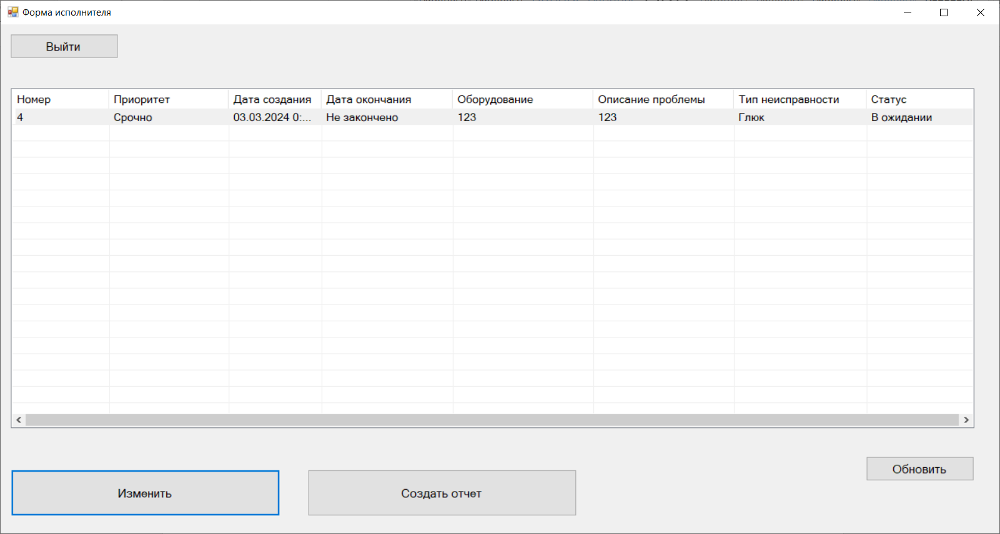 Форма исполнителя
Выйти
Номер Приоритет Дата создания Дата окончания Оборудование Описание проблемы Тип неисправности Статус
4 Срочно 03.03.2024 0:... Не закончено 123 123 Глюк В ожидании
Обновить
Изменить Создать отчет